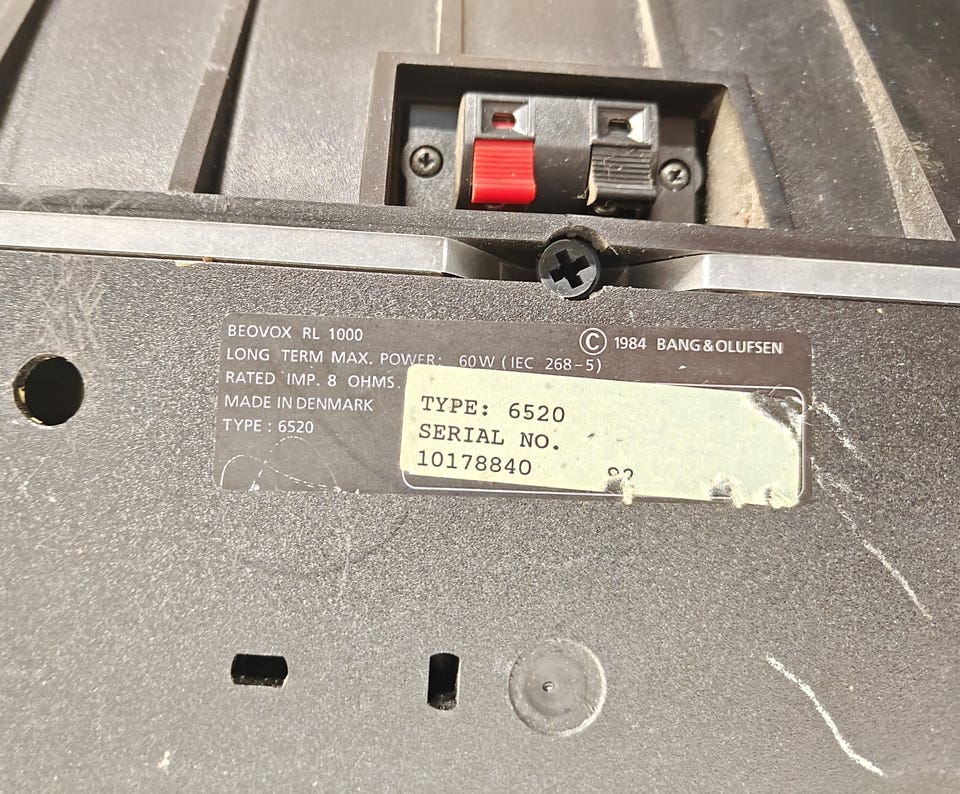 BEOVOX RL 1000
© 1984 BANG & OLUFSEN
LONG TERM MAX. POWER: 60W (IEC 268-5)
RATED IMP. 8 OHMS.
MADE IN DENMARK
TYPE : 6520
TYPE: 6520
SERIAL NO.
10178840